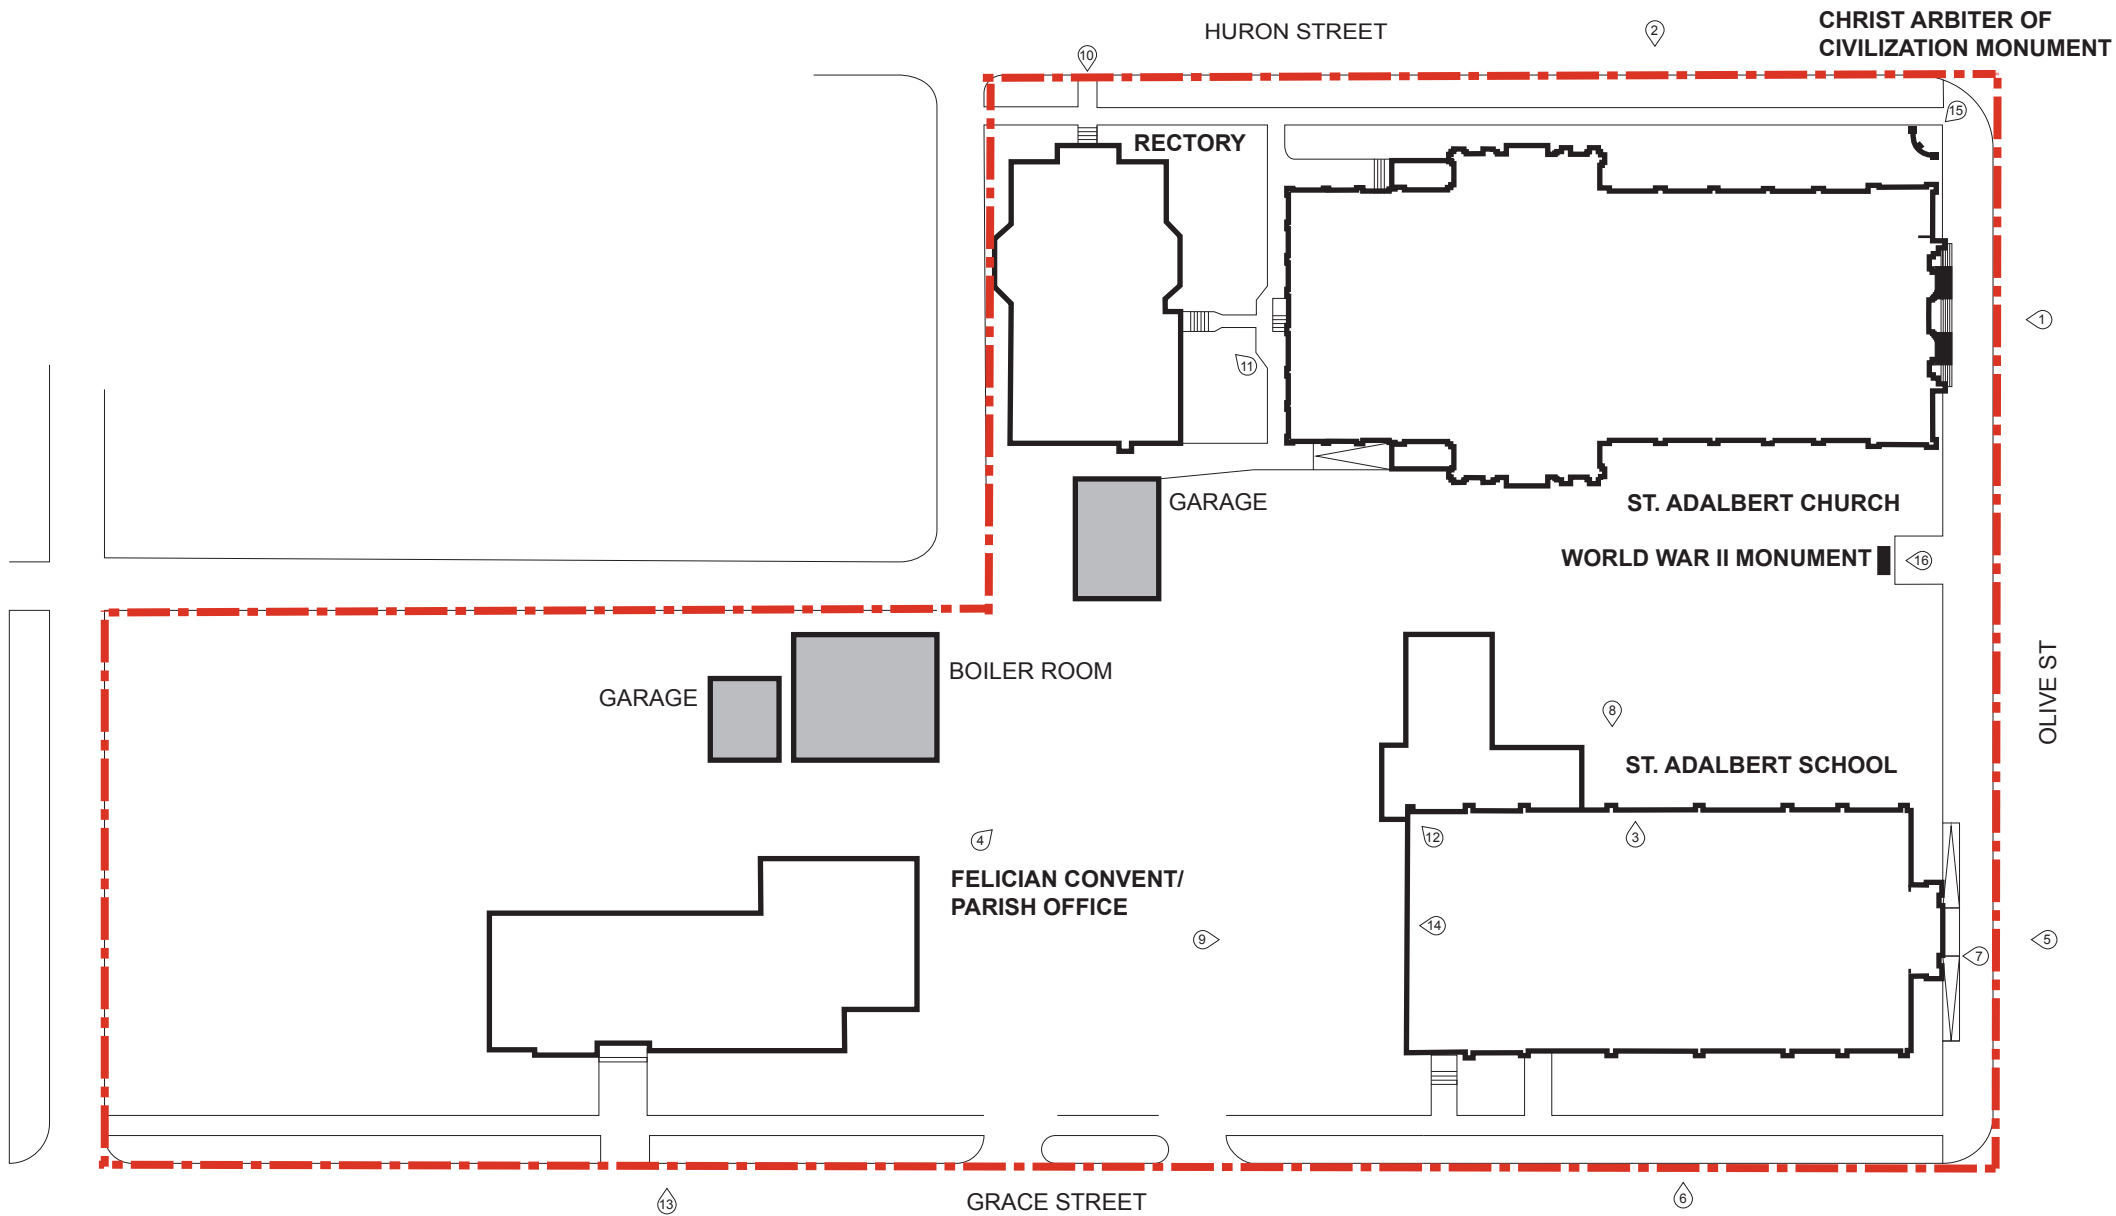 HURON STREET
2
CHRIST ARBITER OF
CIVILIZATION MONUMENT
10
15
RECTORY
1
11
GARAGE
ST. ADALBERT CHURCH
WORLD WAR II MONUMENT
16
OLIVE ST
BOILER ROOM
GARAGE
8
ST. ADALBERT SCHOOL
4
12
3
FELICIAN CONVENT/
PARISH OFFICE
14
9
5
7
13
GRACE STREET
6